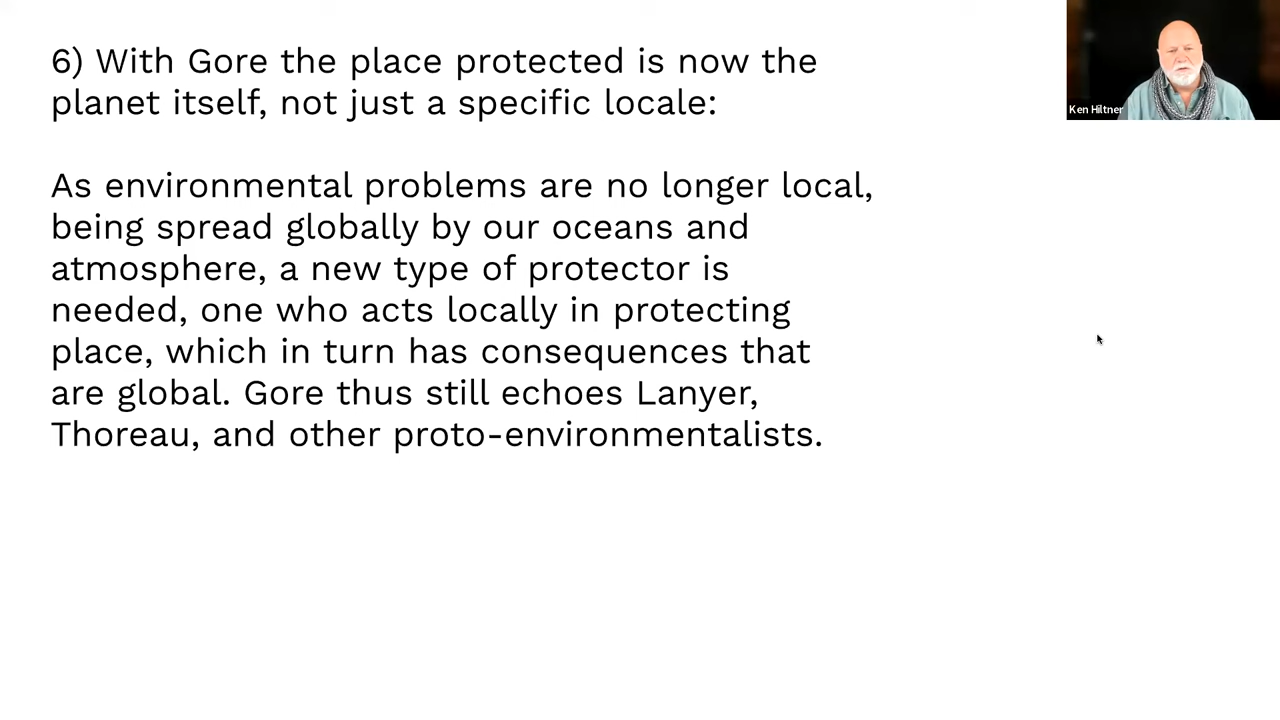 6) With Gore the place protected is now the
planet itself, not just a specific locale:
As environmental problems are no longer local,
being spread globally by our oceans and
atmosphere, a new type of protector is
needed, one who acts locally in protecting
place, which in turn has consequences that
are global. Gore thus still echoes Lanyer,
Thoreau, and other proto-environmentalists.
Ken Hiltner